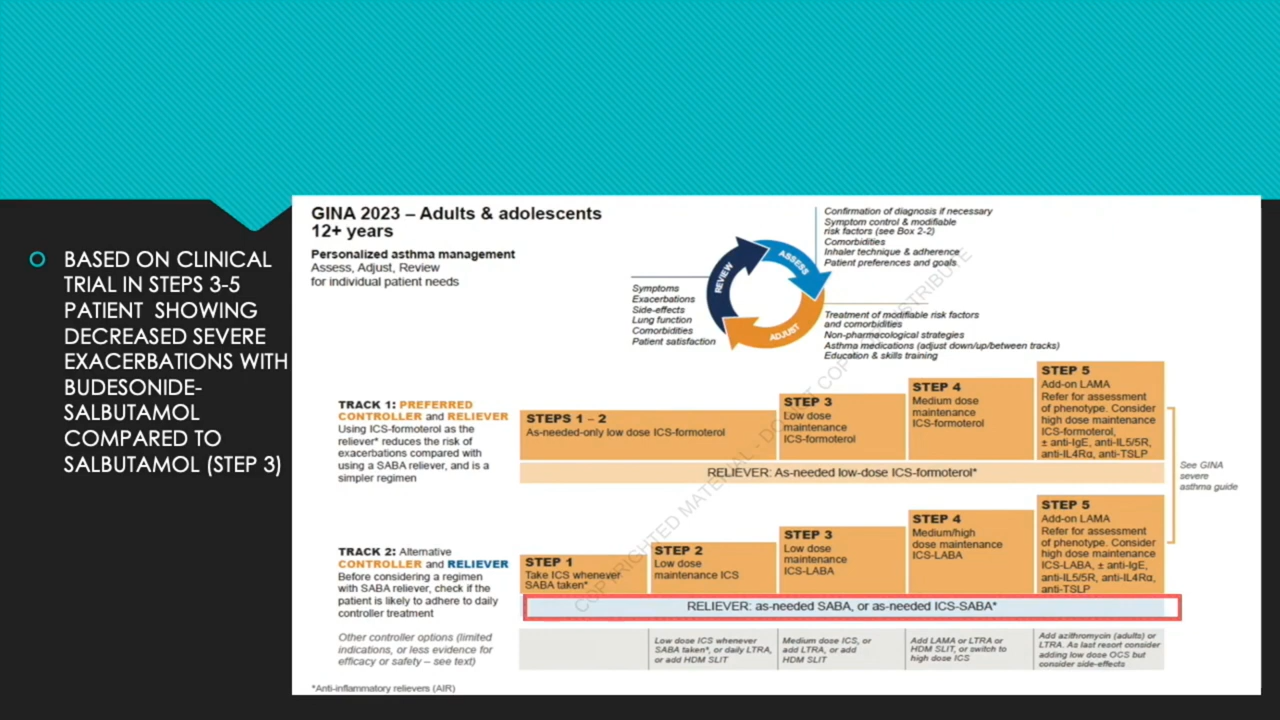 BASED ON CLINICAL
TRIAL IN STEPS 3-5
PATIENT SHOWING
DECREASED SEVERE
EXACERBATIONS WITH
BUDESONIDE-
SALBUTAMOL
COMPARED TO
SALBUTAMOL (STEP 3)
GINA 2023 – Adults & adolescents
12+ years
Personalized asthma management
Assess, Adjust, Review
for individual patient needs
REVIEW
ASSESS
ADJUST
Confirmation of diagnosis if necessary
Symptom control & modifiable
risk factors (see Box 2-2)
Comorbidities
Inhaler technique & adherence
Patient preferences and goals
Symptoms
Exacerbations
Side-effects
Lung function
Comorbidities
Patient satisfaction
Treatment of modifiable risk factors
and comorbidities
Non-pharmacological strategies
Asthma medications (adjust down/up/between tracks)
Education & skills training
TRACK 1: PREFERRED
CONTROLLER and RELIEVER
Using ICS-formoterol as the
reliever* reduces the risk of
exacerbations compared with
using a SABA reliever, and is a
simpler regimen
STEPS 1 – 2
As-needed-only low dose ICS-formoterol
STEP 3
Low dose
maintenance
ICS-formoterol
STEP 4
Medium dose
maintenance
ICS-formoterol
STEP 5
Add-on LAMA
Refer for assessment
of phenotype. Consider
high dose maintenance
ICS-formoterol,
± anti-IgE, anti-IL5/5R,
anti-IL4Rα, anti-TSLP
RELIEVER: As-needed low-dose ICS-formoterol*
See GINA
severe
asthma guide
TRACK 2: Alternative
CONTROLLER and RELIEVER
Before considering a regimen
with SABA reliever, check if the
patient is likely to adhere to daily
controller treatment
STEP 1
Take ICS whenever
SABA taken*
STEP 2
Low dose
maintenance ICS
STEP 3
Low dose
maintenance
ICS-LABA
STEP 4
Medium/high
dose maintenance
ICS-LABA
STEP 5
Add-on LAMA
Refer for assessment
of phenotype. Consider
high dose maintenance
ICS-LABA, ± anti-IgE,
anti-IL5/5R, anti-IL4Rα,
anti-TSLP
RELIEVER: as-needed SABA, or as-needed ICS-SABA*
Other controller options (limited
indications, or less evidence for
efficacy or safety – see text)
Low dose ICS whenever
SABA taken*, or daily LTRA,
or add HDM SLIT
Medium dose ICS, or
add LTRA, or add
HDM SLIT
Add LAMA or LTRA or
HDM SLIT, or switch to
high dose ICS
Add azithromycin (adults) or
LTRA. As last resort consider
adding low dose OCS but
consider side-effects
*Anti-inflammatory relievers (AIR)
COPYRIGHTED MATERIAL - DO NOT COPY OR DISTRIBUTE